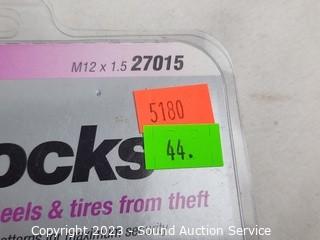 M12 x 1.5 27015
5180
44.
ocks
eels & tires from theft
Copyright 2023 - Sound Auction Service